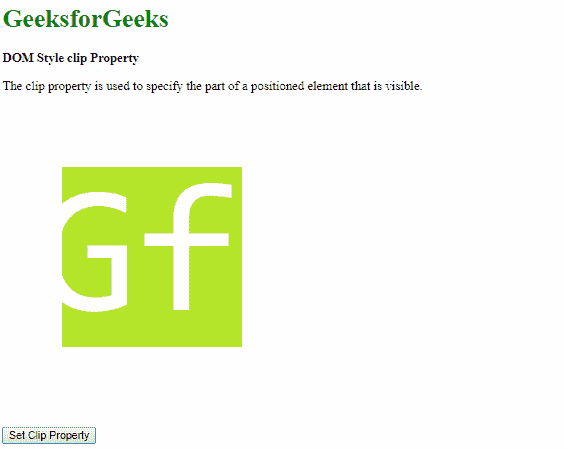 GeeksforGeeks
DOM Style clip Property
The clip property is used to specify the part of a positioned element that is visible.
Gf
Set Clip Property